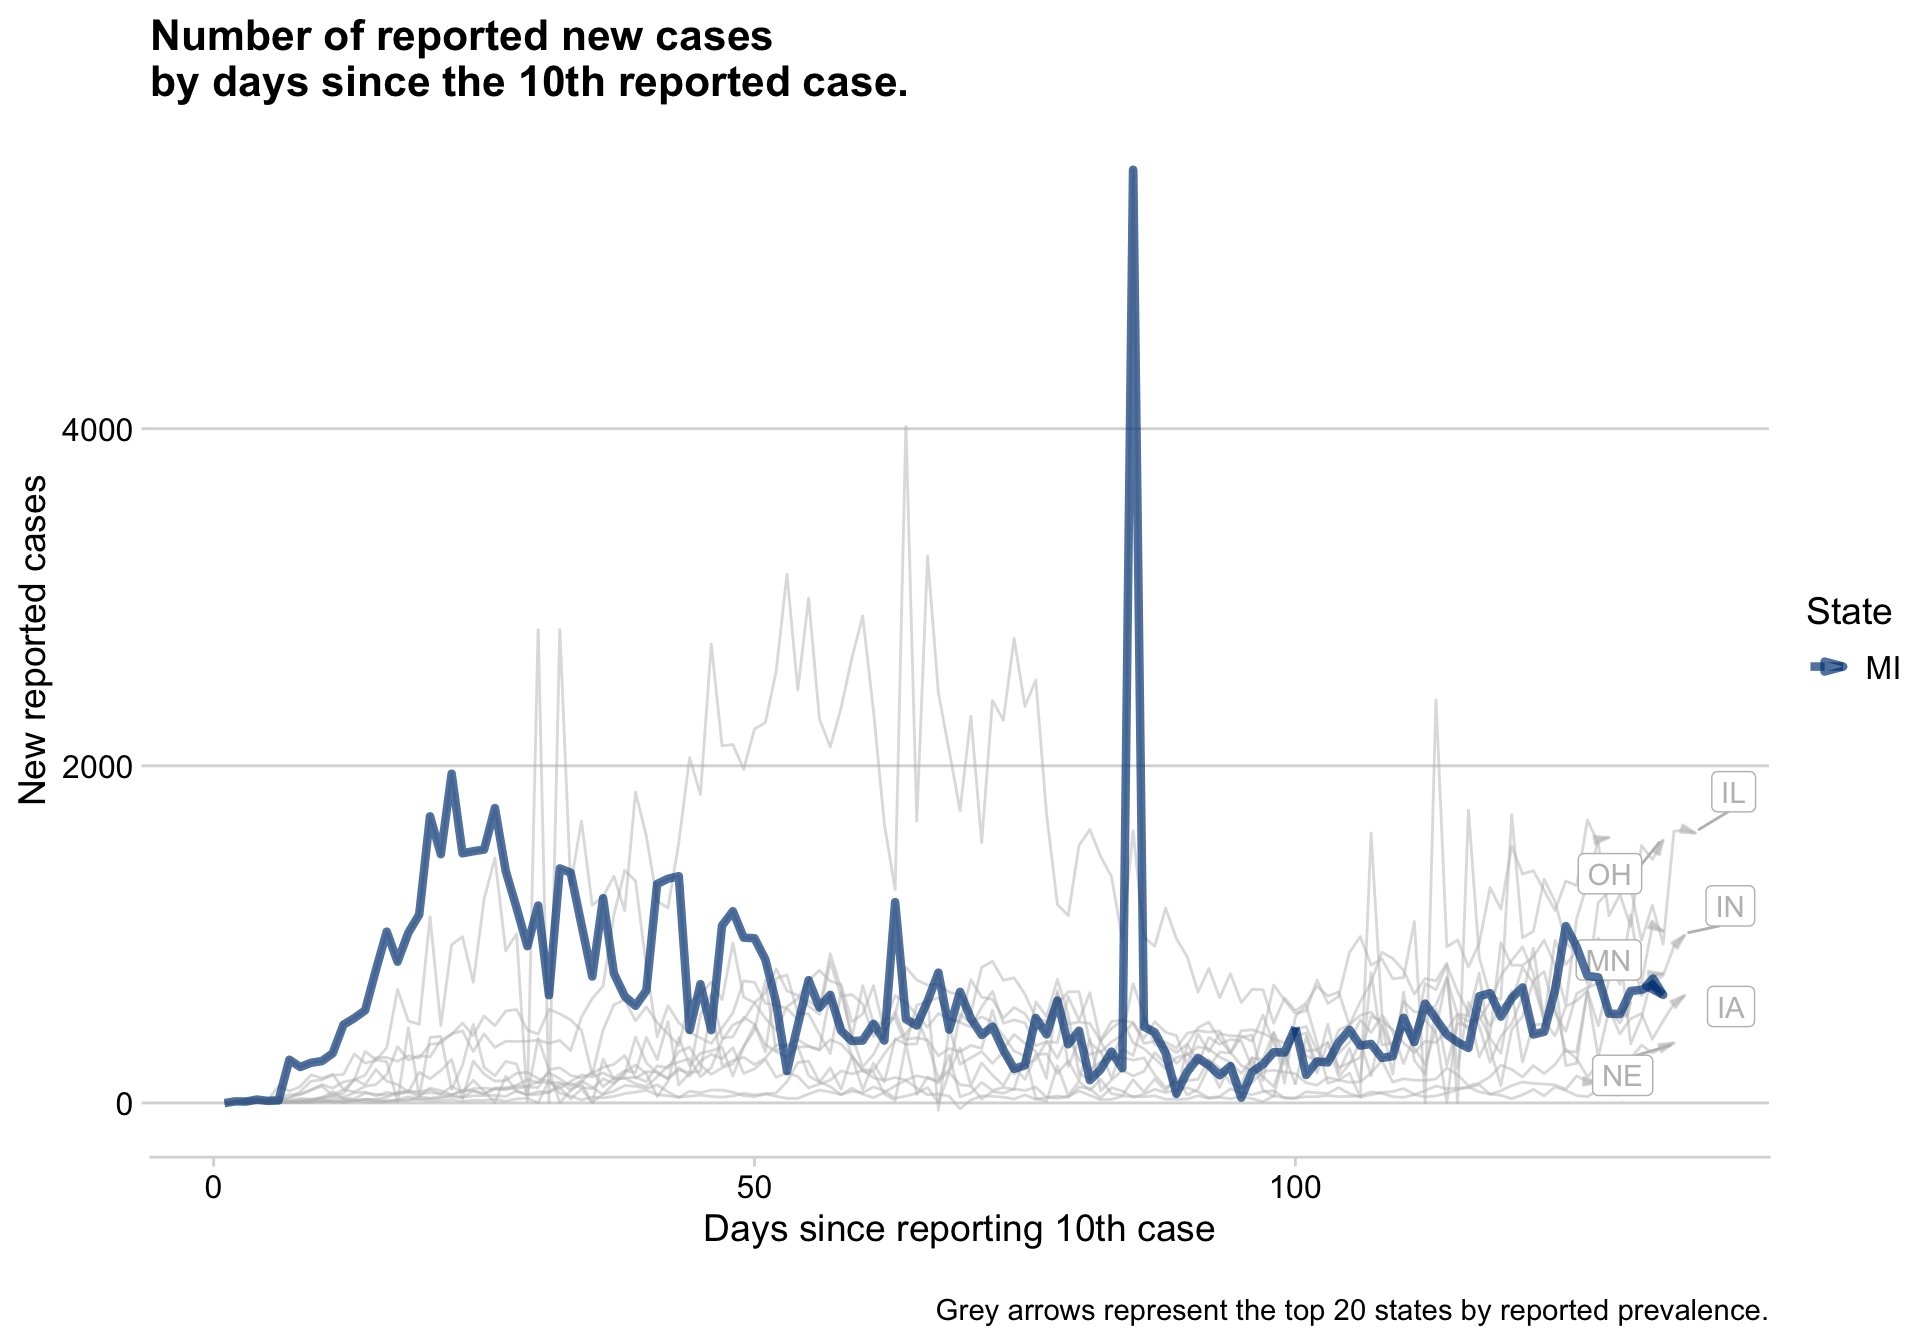 Number of reported new cases
by days since the 10th reported case.
New reported cases
4000
2000
0
0
50
100
Days since reporting 10th case
IL
OH
IN
MN
IA
NE
State
MI
Grey arrows represent the top 20 states by reported prevalence.